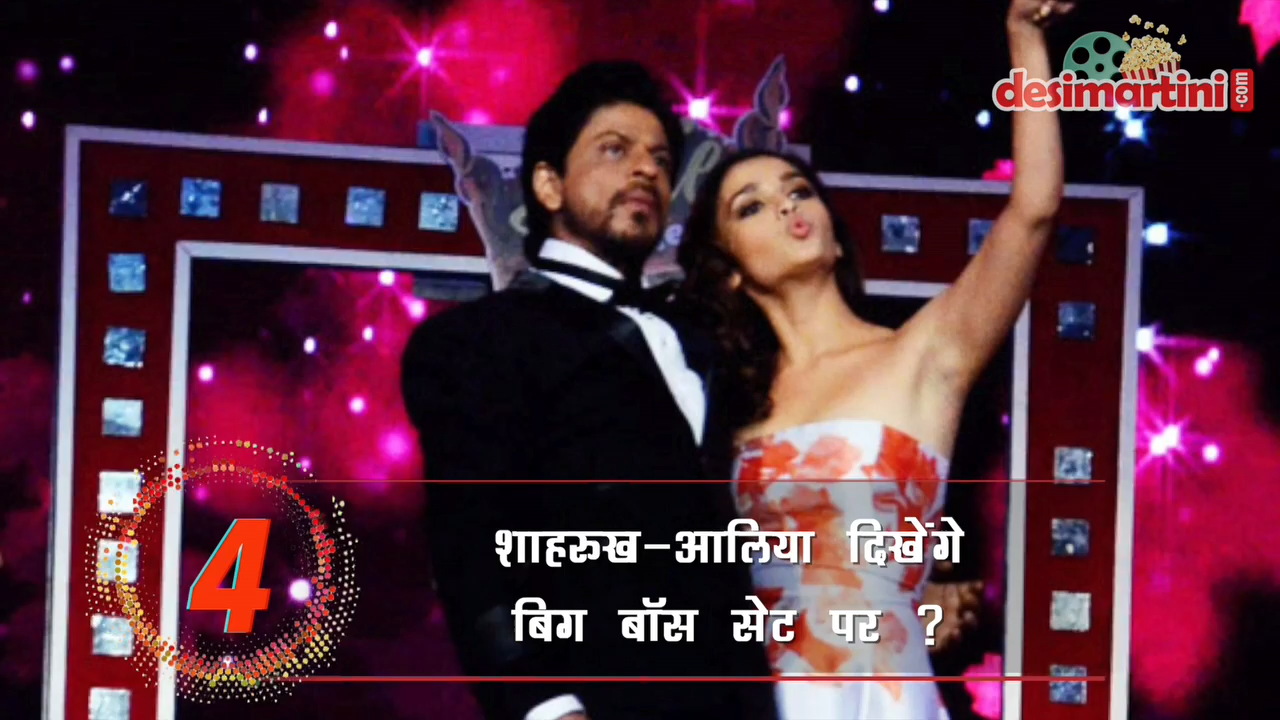 desimartini.com
4
शाहरुख-आलिया दिखेंगे
बिग बॉस सेट पर ?